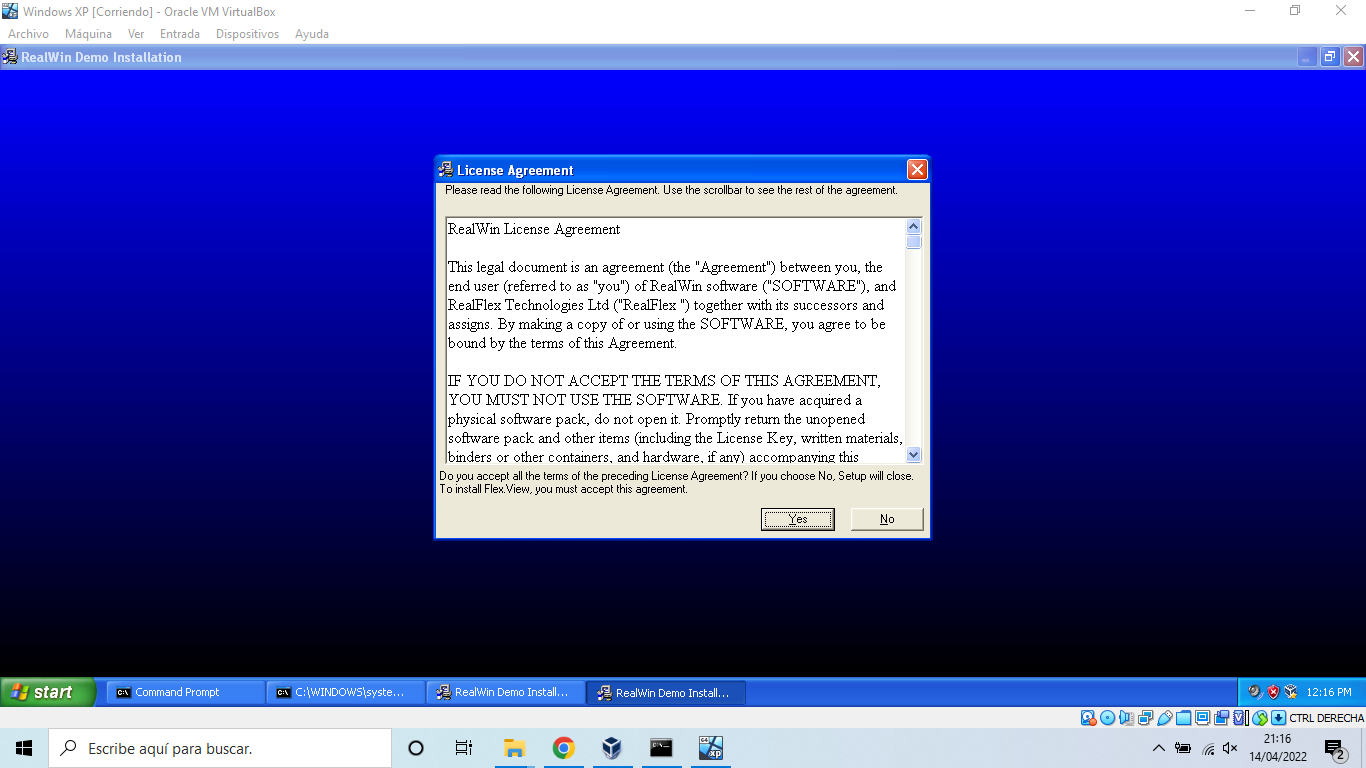 Windows XP [Corriendo] - Oracle VM VirtualBox
Archivo Máquina Ver Entrada Dispositivos Ayuda
RealWin Demo Installation
License Agreement
Please read the following License Agreement. Use the scrollbar to see the rest of the agreement.
RealWin License Agreement
This legal document is an agreement (the "Agreement") between you, the
end user (referred to as "you") of RealWin software ("SOFTWARE"), and
RealFlex Technologies Ltd ("RealFlex ") together with its successors and
assigns. By making a copy of or using the SOFTWARE, you agree to be
bound by the terms of this Agreement.
IF YOU DO NOT ACCEPT THE TERMS OF THIS AGREEMENT,
YOU MUST NOT USE THE SOFTWARE. If you have acquired a
physical software pack, do not open it. Promptly return the unopened
software pack and other items (including the License Key, written materials,
binders or other containers, and hardware, if any) accompanying this
Do you accept all the terms of the preceding License Agreement? If you choose No, Setup will close.
To install Flex.View, you must accept this agreement.
Yes No
start Command Prompt C:\WINDOWS\syste... RealWin Demo Install... RealWin Demo Install... 12:16 PM
CTRL DERECHA
Escribe aquí para buscar.
21:16
14/04/2022
2